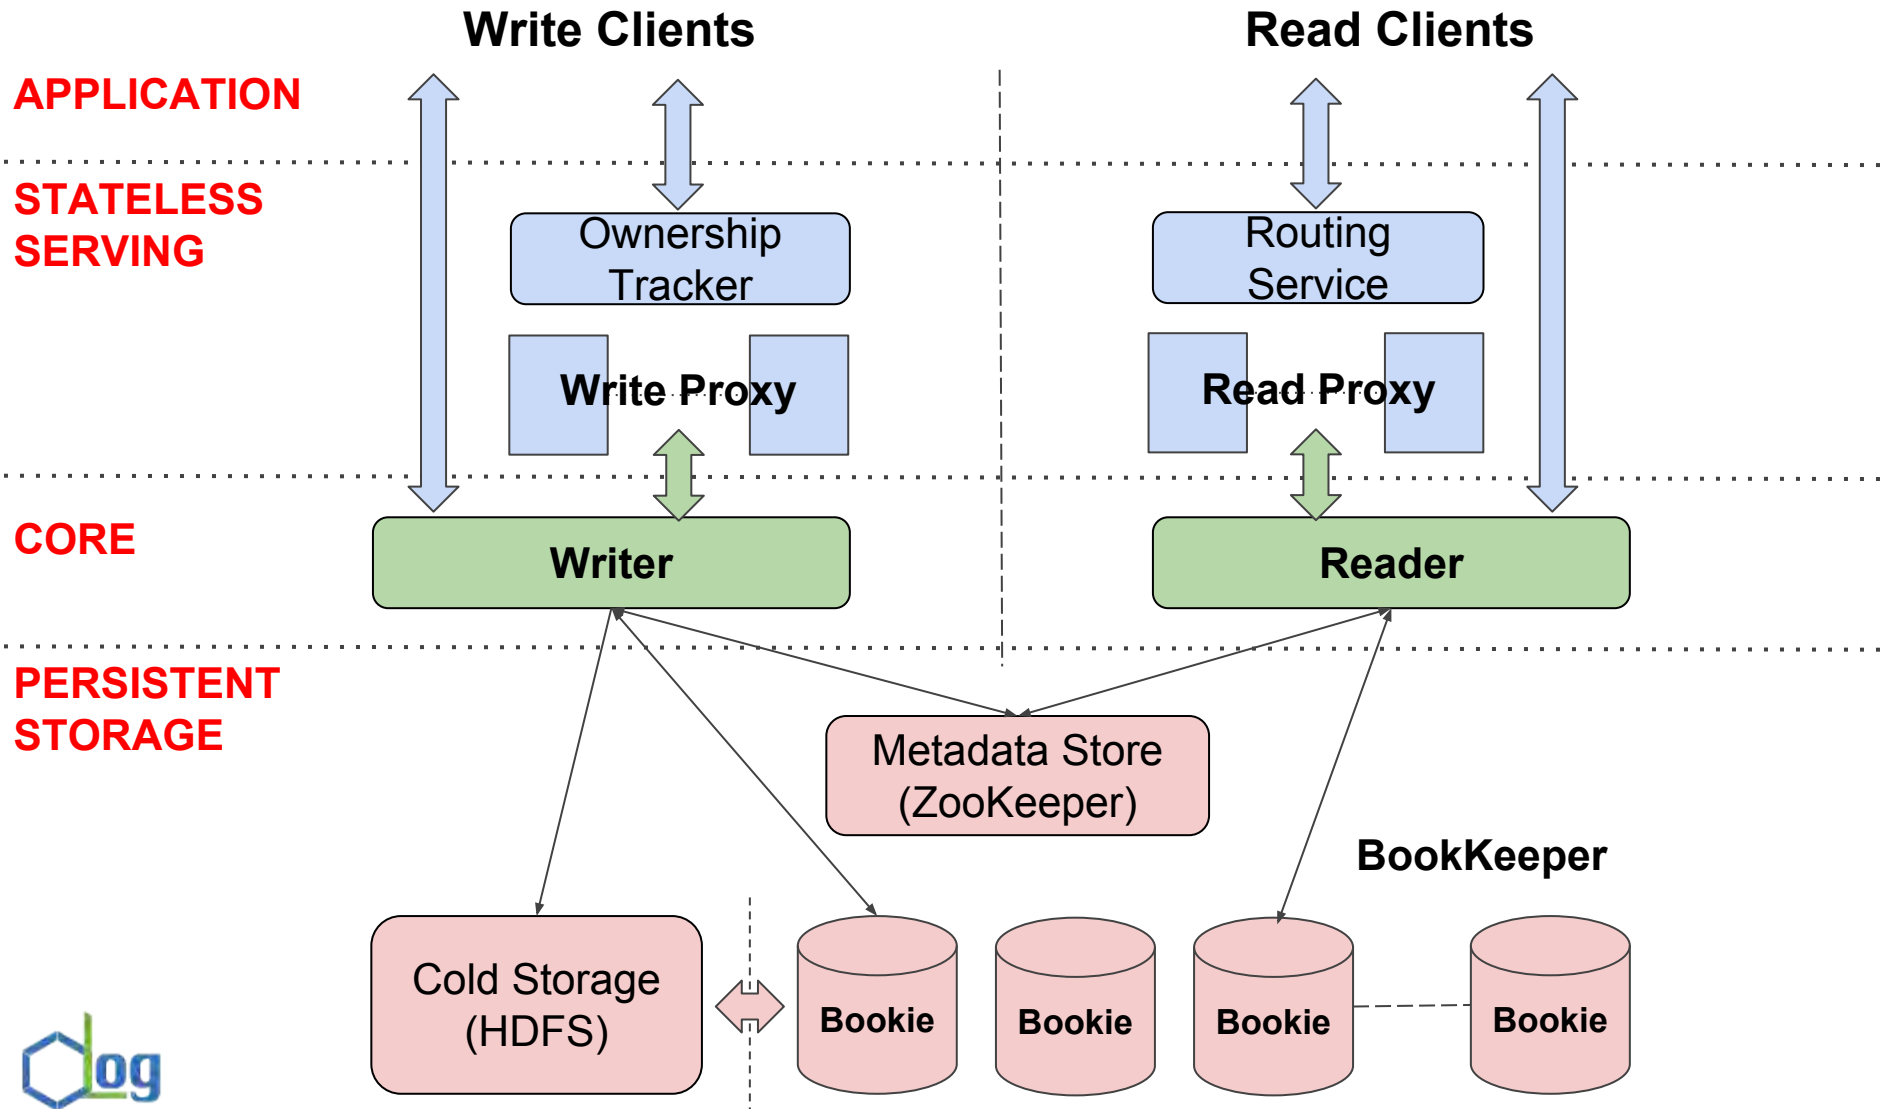 Write Clients
Read Clients
APPLICATION
STATELESS
SERVING
Ownership
Tracker
Routing
Service
Write Proxy
Read Proxy
CORE
Writer
Reader
PERSISTENT
STORAGE
Metadata Store
(ZooKeeper)
BookKeeper
Cold Storage
(HDFS)
Bookie
Bookie
Bookie
Bookie
DLog